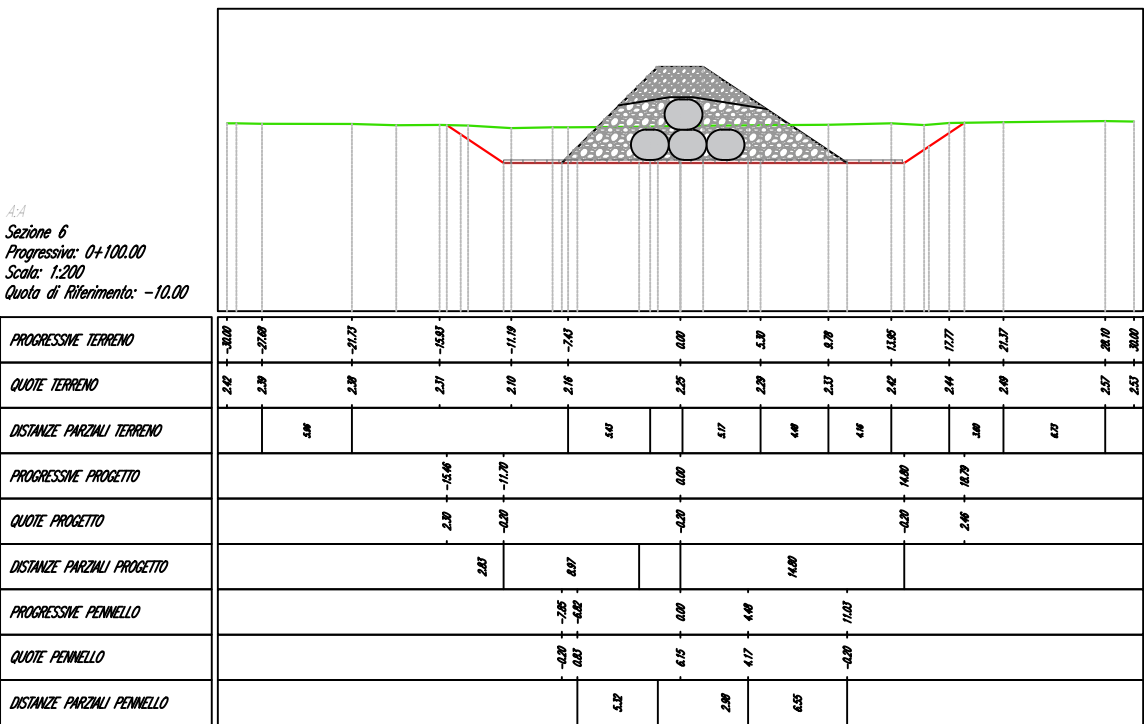 A:A
Sezione 6
Progressiva: 0+100.00
Scala: 1:200
Quota di Riferimento: -10.00
PROGRESSIVE TERRENO -30.00 -27.68 -21.73 -15.93 -11.19 -7.43 0.00 5.30 9.78 13.95 17.77 21.37 28.10 30.00
QUOTE TERRENO 2.42 2.39 2.38 2.31 2.10 2.16 2.25 2.29 2.33 2.42 2.44 2.49 2.57 2.53
DISTANZE PARZIALI TERRENO 5.43 5.17 4.48 4.16 6.73
PROGRESSIVE PROGETTO -15.46 -11.70 0.00 14.80 18.79
QUOTE PROGETTO 2.30 -0.20 -0.20 -0.20 2.46
DISTANZE PARZIALI PROGETTO 2.83 8.97 14.80
PROGRESSIVE PENNELLO -7.85 -6.82 0.00 4.48 11.03
QUOTE PENNELLO -0.20 0.83 6.15 4.17 -0.20
DISTANZE PARZIALI PENNELLO 5.32 2.98 6.55